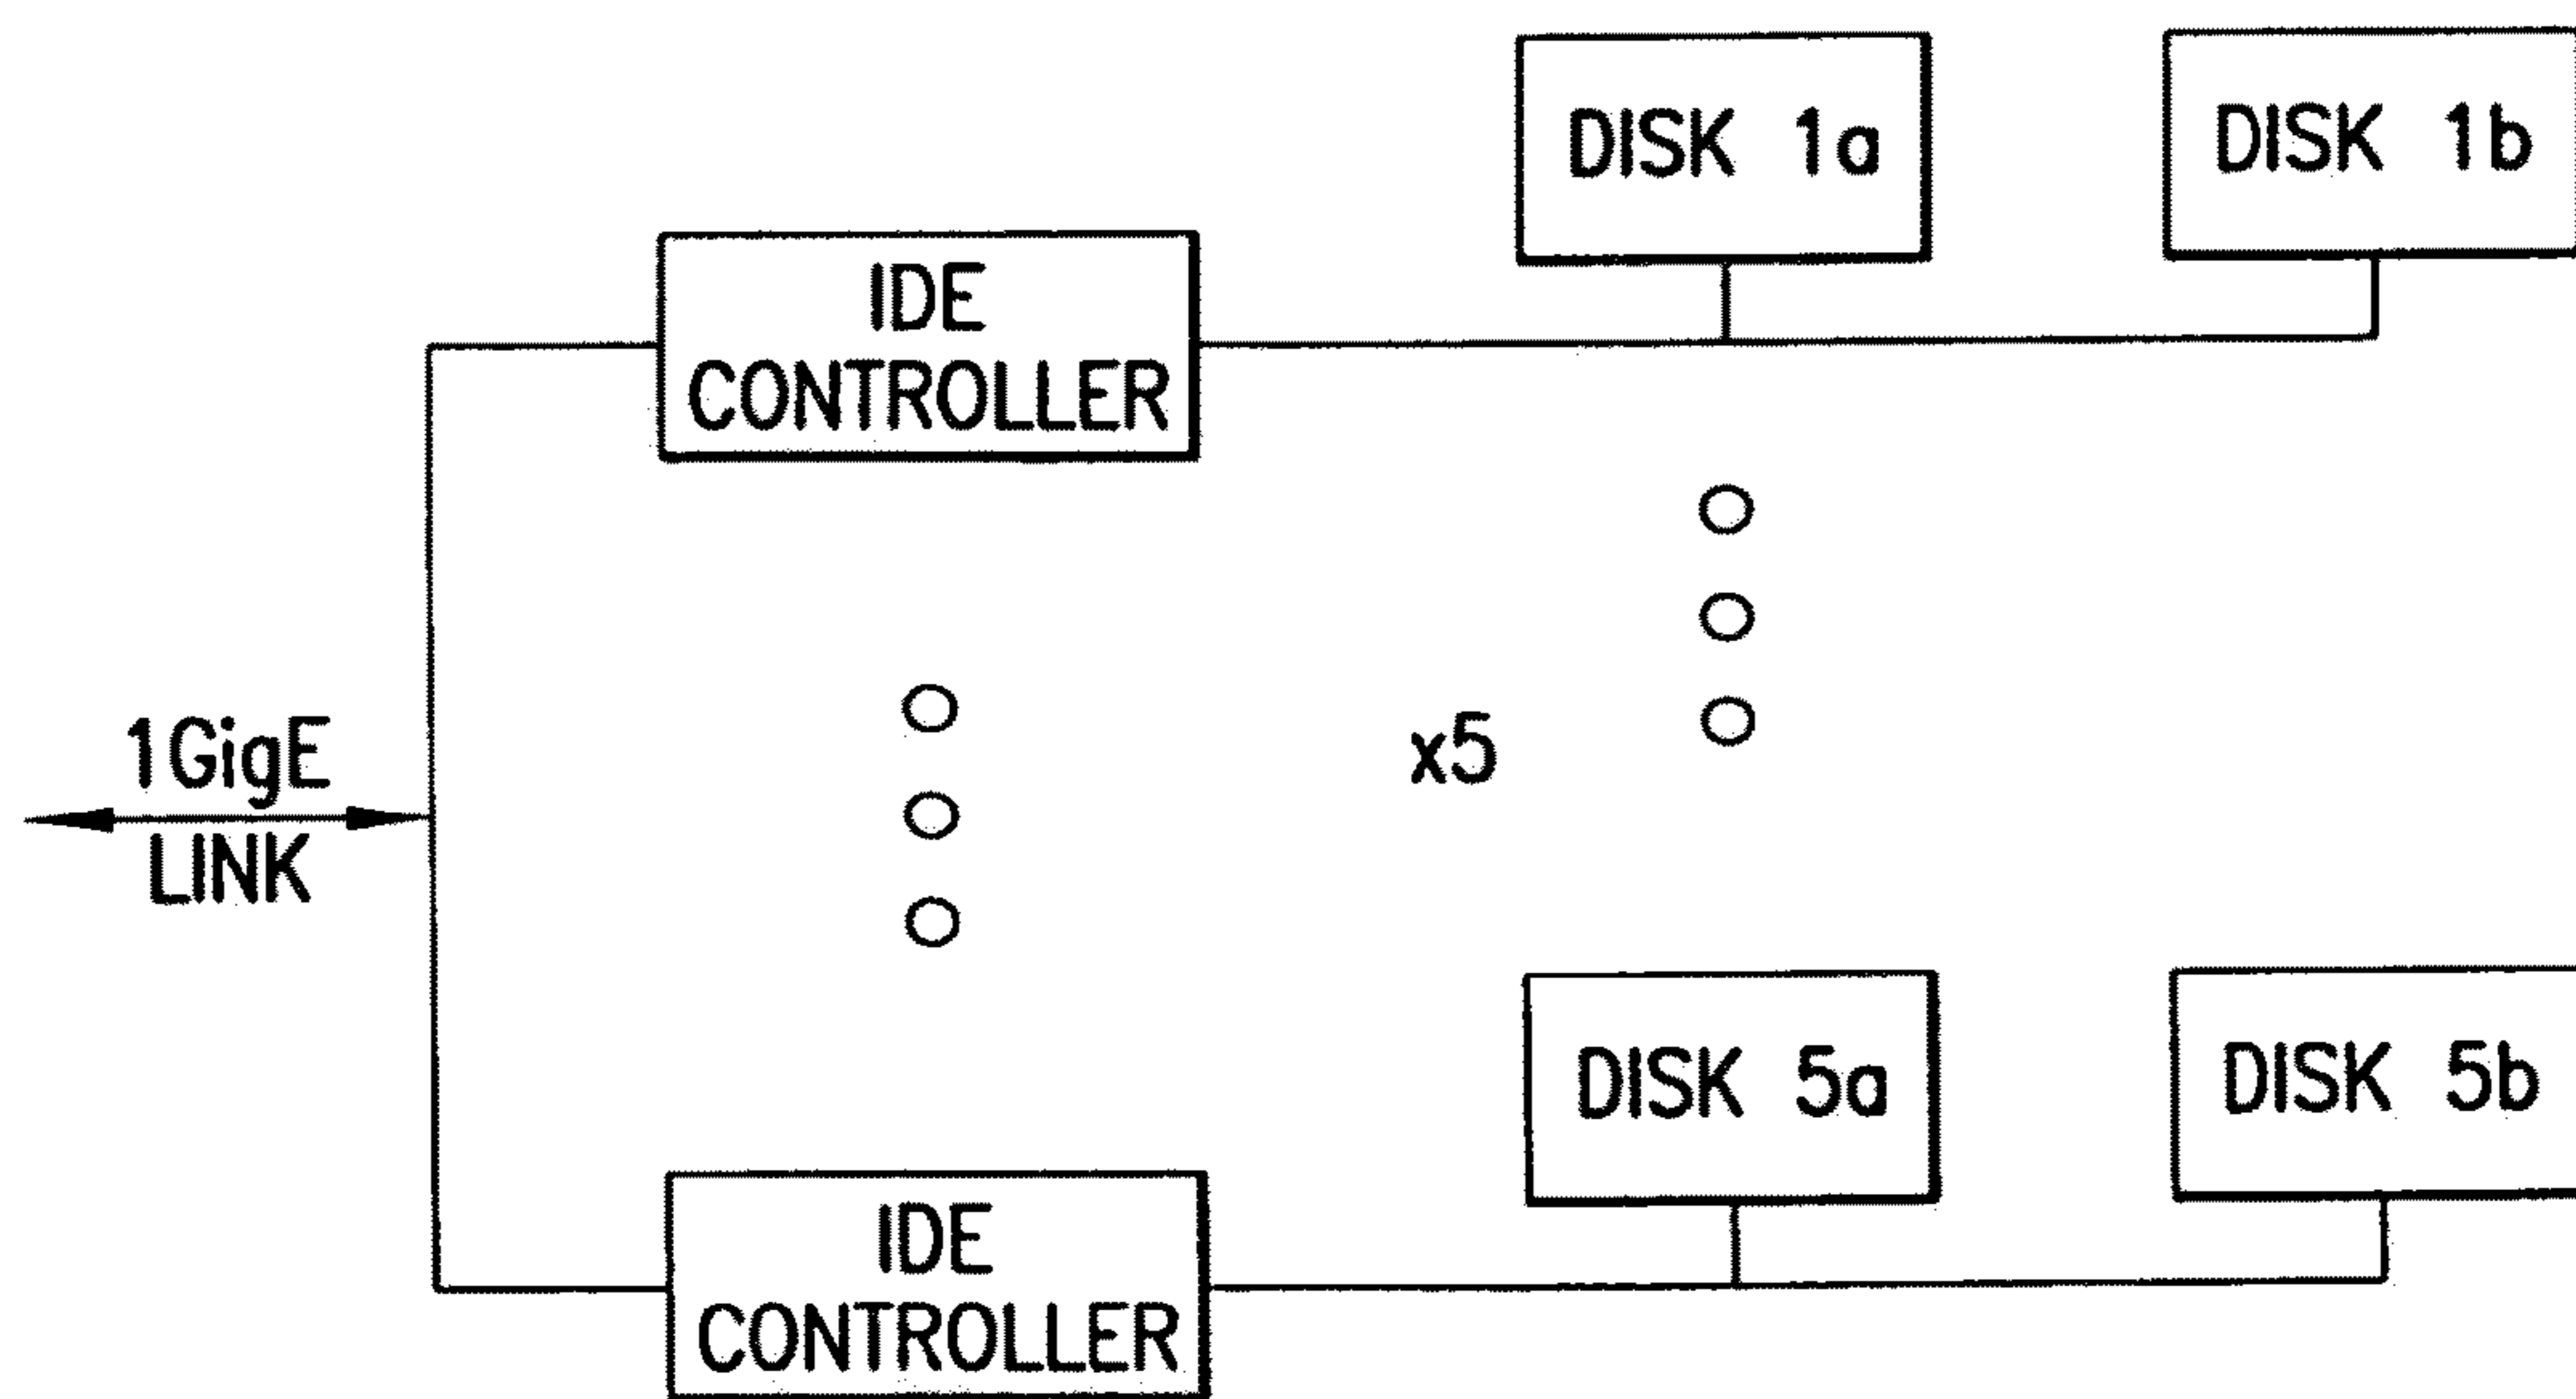 DISK 1a
DISK 1b
IDE
CONTROLLER
1GigE
LINK
x5
DISK 5a
DISK 5b
IDE
CONTROLLER